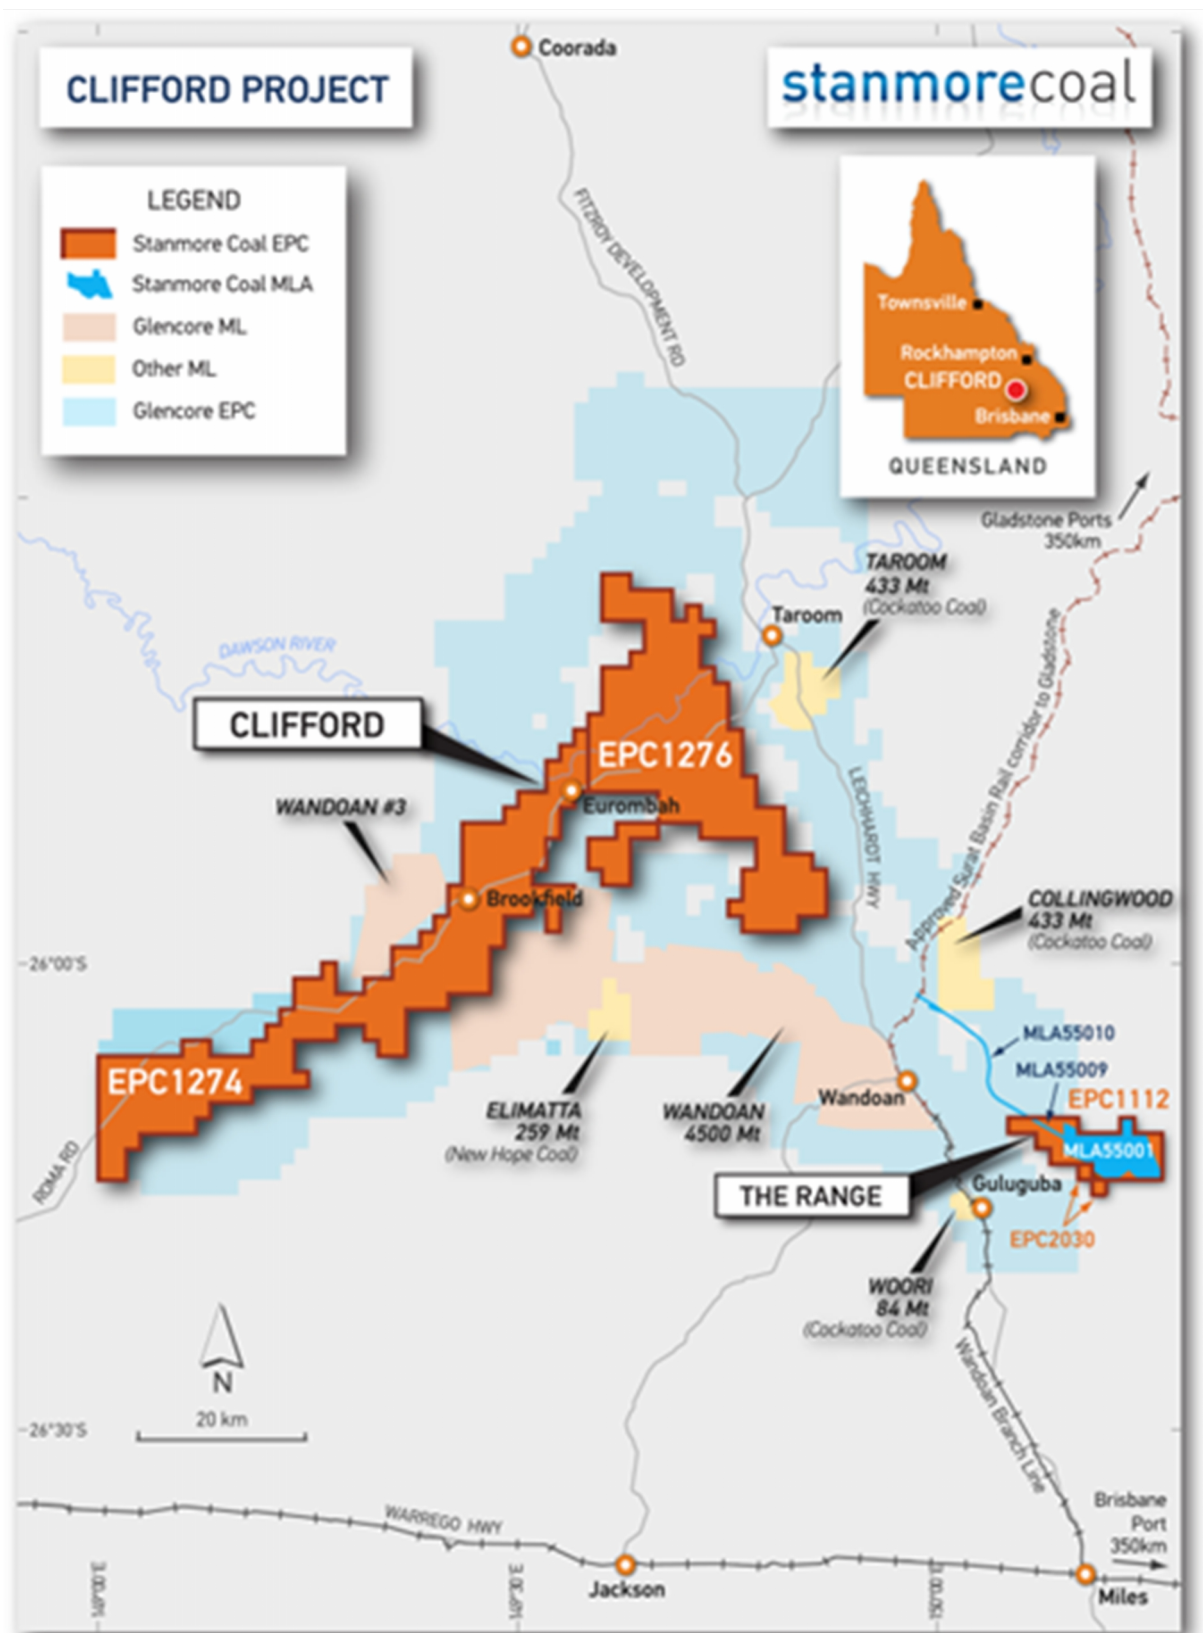 Coorada
CLIFFORD PROJECT
stanmorecoal
LEGEND
Stanmore Coal EPC
Stanmore Coal MLA
Glencore ML
Other ML
Glencore EPC
FITZROY DEVELOPMENT RD
Townsville
Rockhampton
CLIFFORD
Brisbane
QUEENSLAND
Gladstone Ports
350km
TAROOM
433 Mt
(Cockatoo Coal)
Taroom
DAWSON RIVER
CLIFFORD
EPC1276
Eurombah
LEICHHARDT HWY
Approved Surat Basin Rail corridor to Gladstone
WANDOAN #3
Brookfield
COLLINGWOOD
433 Mt
(Cockatoo Coal)
26°00'S
MLA55010
MLA55009
EPC1112
EPC1274
Wandoan
ELIMATTA
259 Mt
(New Hope Coal)
WANDOAN
4500 Mt
MLA55001
ROMA RD
THE RANGE
Guluguba
EPC2030
WOORI
84 Mt
(Cockatoo Coal)
N
20 km
26°30'S
Wandoan Branch Line
WARREGO HWY
Brisbane
Port
350km
Jackson
Miles